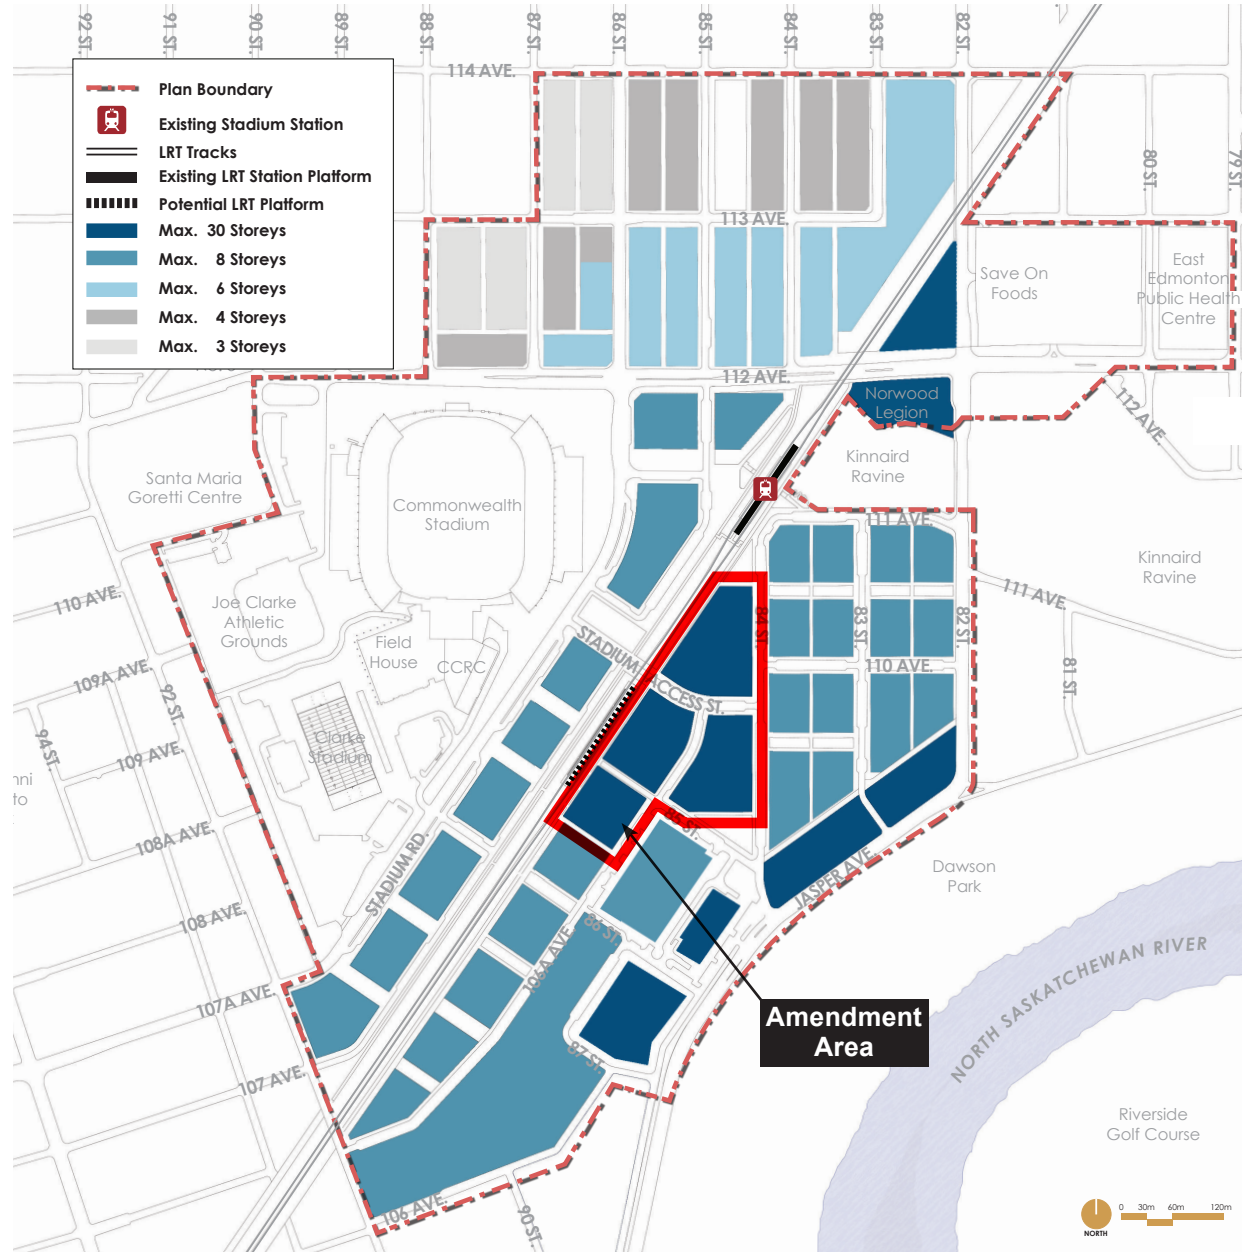 92 ST.
91 ST.
90 ST.
89 ST.
88 ST.
87 ST.
86 ST.
85 ST.
84 ST.
83 ST.
82 ST.
114 AVE.
Plan Boundary
Existing Stadium Station
LRT Tracks
Existing LRT Station Platform
Potential LRT Platform
Max. 30 Storeys
Max. 8 Storeys
Max. 6 Storeys
Max. 4 Storeys
Max. 3 Storeys
80 ST.
79 ST.
113 AVE.
Save On
Foods
East
Edmonton
Public Health
Centre
112 AVE.
Norwood
Legion
112 AVE.
Kinnaird
Ravine
Santa Maria
Goretti Centre
Commonwealth
Stadium
111 AVE.
Kinnaird
Ravine
111 AVE.
110 AVE.
Joe Clarke
Athletic
Grounds
Field
House
CCRC
STADIUM ACCESS ST.
84 ST.
83 ST.
82 ST.
110 AVE.
81 ST.
109A AVE.
92 ST.
94 ST.
109 AVE.
Clarke
Stadium
nni
to
108A AVE.
STADIUM RD.
85 ST.
JASPER AVE.
Dawson
Park
108 AVE.
86 ST.
106A AVE.
107A AVE.
NORTH SASKATCHEWAN RIVER
Amendment
Area
87 ST.
107 AVE.
Riverside
Golf Course
106 AVE.
90 ST.
0 30m 60m 120m
NORTH